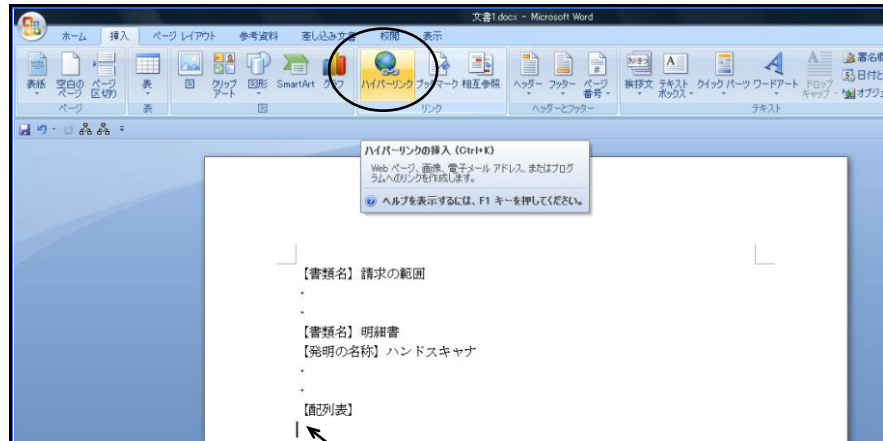 文書1.docx - Microsoft Word
ホーム 挿入 ページ レイアウト 参考資料 差し込み文書 校閲 表示
表紙 空白のページ ページ区切り 表 図 クリップアート 図形 SmartArt グラフ ハイパーリンク ブックマーク 相互参照 ヘッダー フッター ページ番号 挨拶文 テキストボックス クイック パーツ ワードアート ドロップキャップ
署名欄
日付と
オブジェ
ページ 表 図 リンク ヘッダーとフッター テキスト
ハイパーリンクの挿入 (Ctrl+K)
Web ページ、画像、電子メール アドレス、またはプログ
ラムへのリンクを作成します。
ヘルプを表示するには、F1 キーを押してください。
【書類名】請求の範囲
・
・
【書類名】明細書
【発明の名称】ハンドスキャナ
・
・
【配列表】